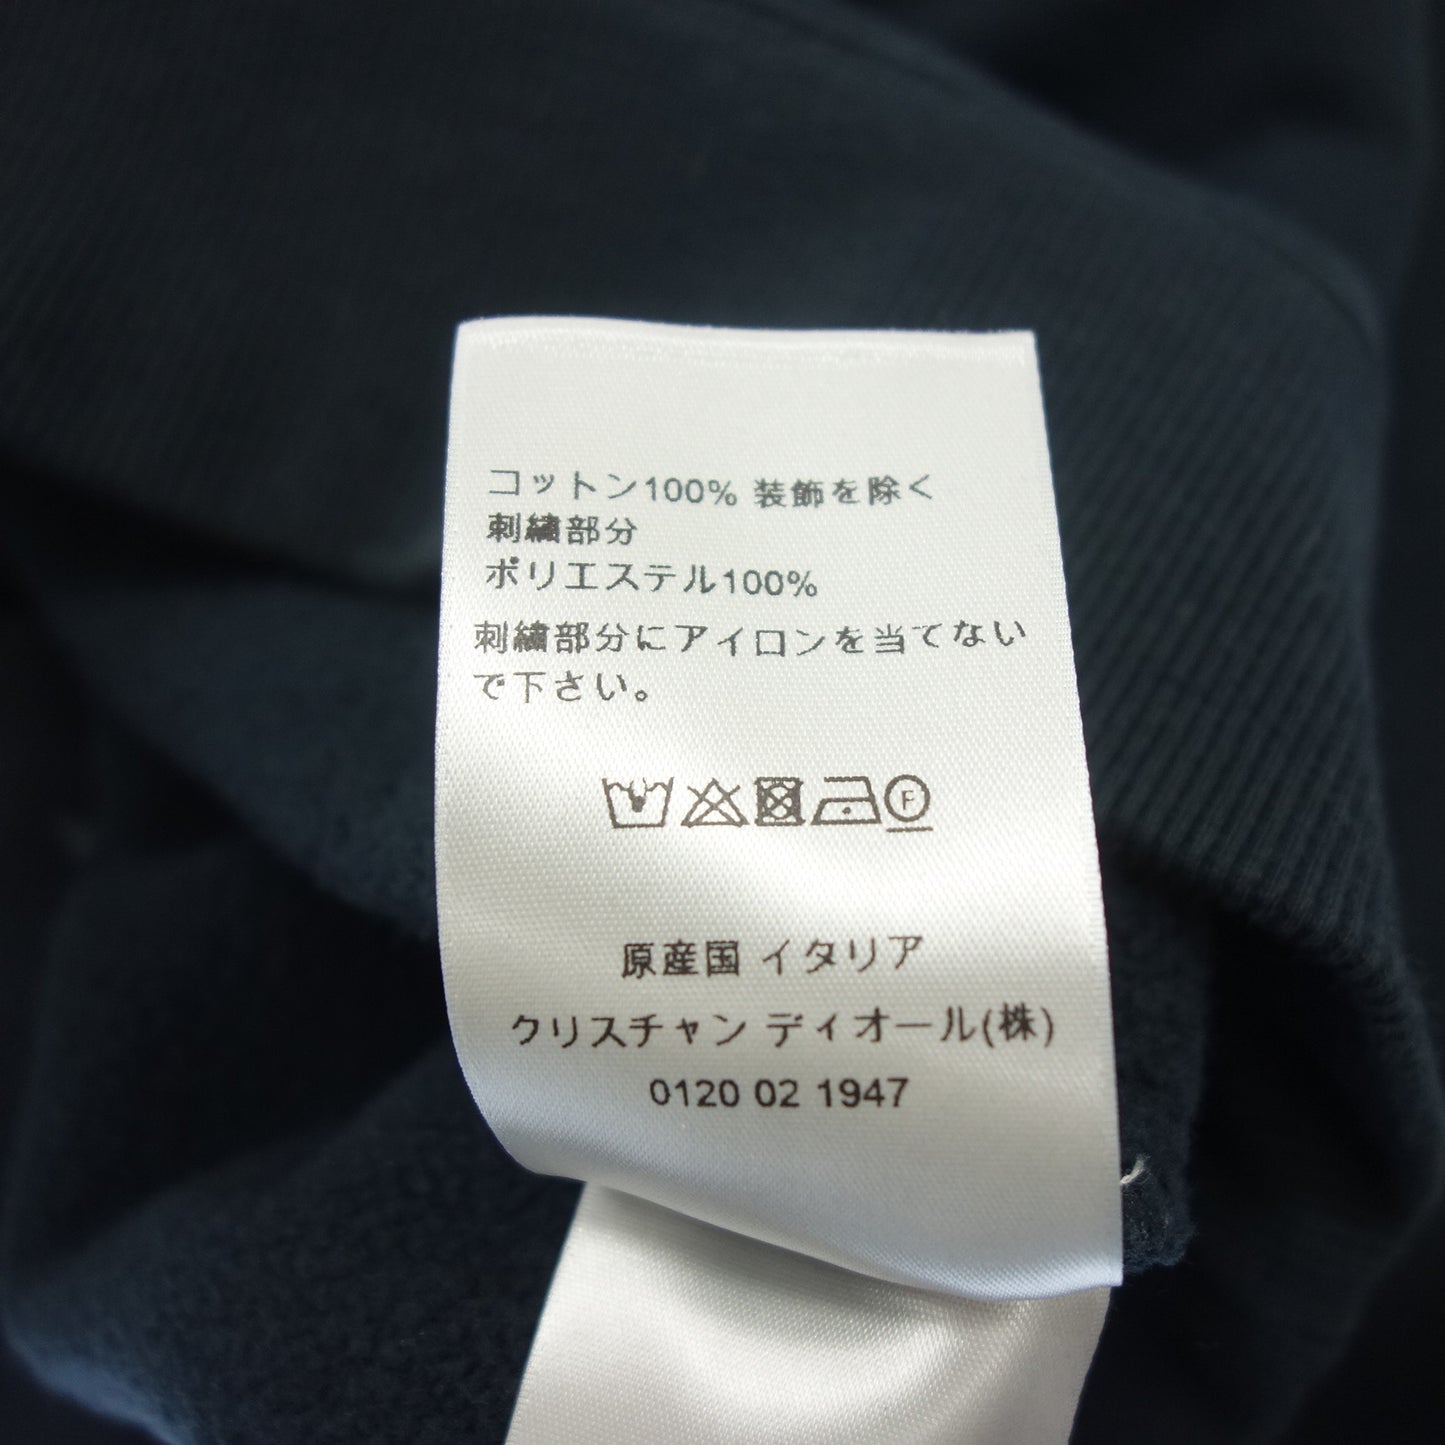 コットン100% 装飾を除く
刺繍部分
ポリエステル100%
刺繍部分にアイロンを当てない
で下さい。
F
原産国 イタリア
クリスチャン ディオール(株)
0120 02 1947